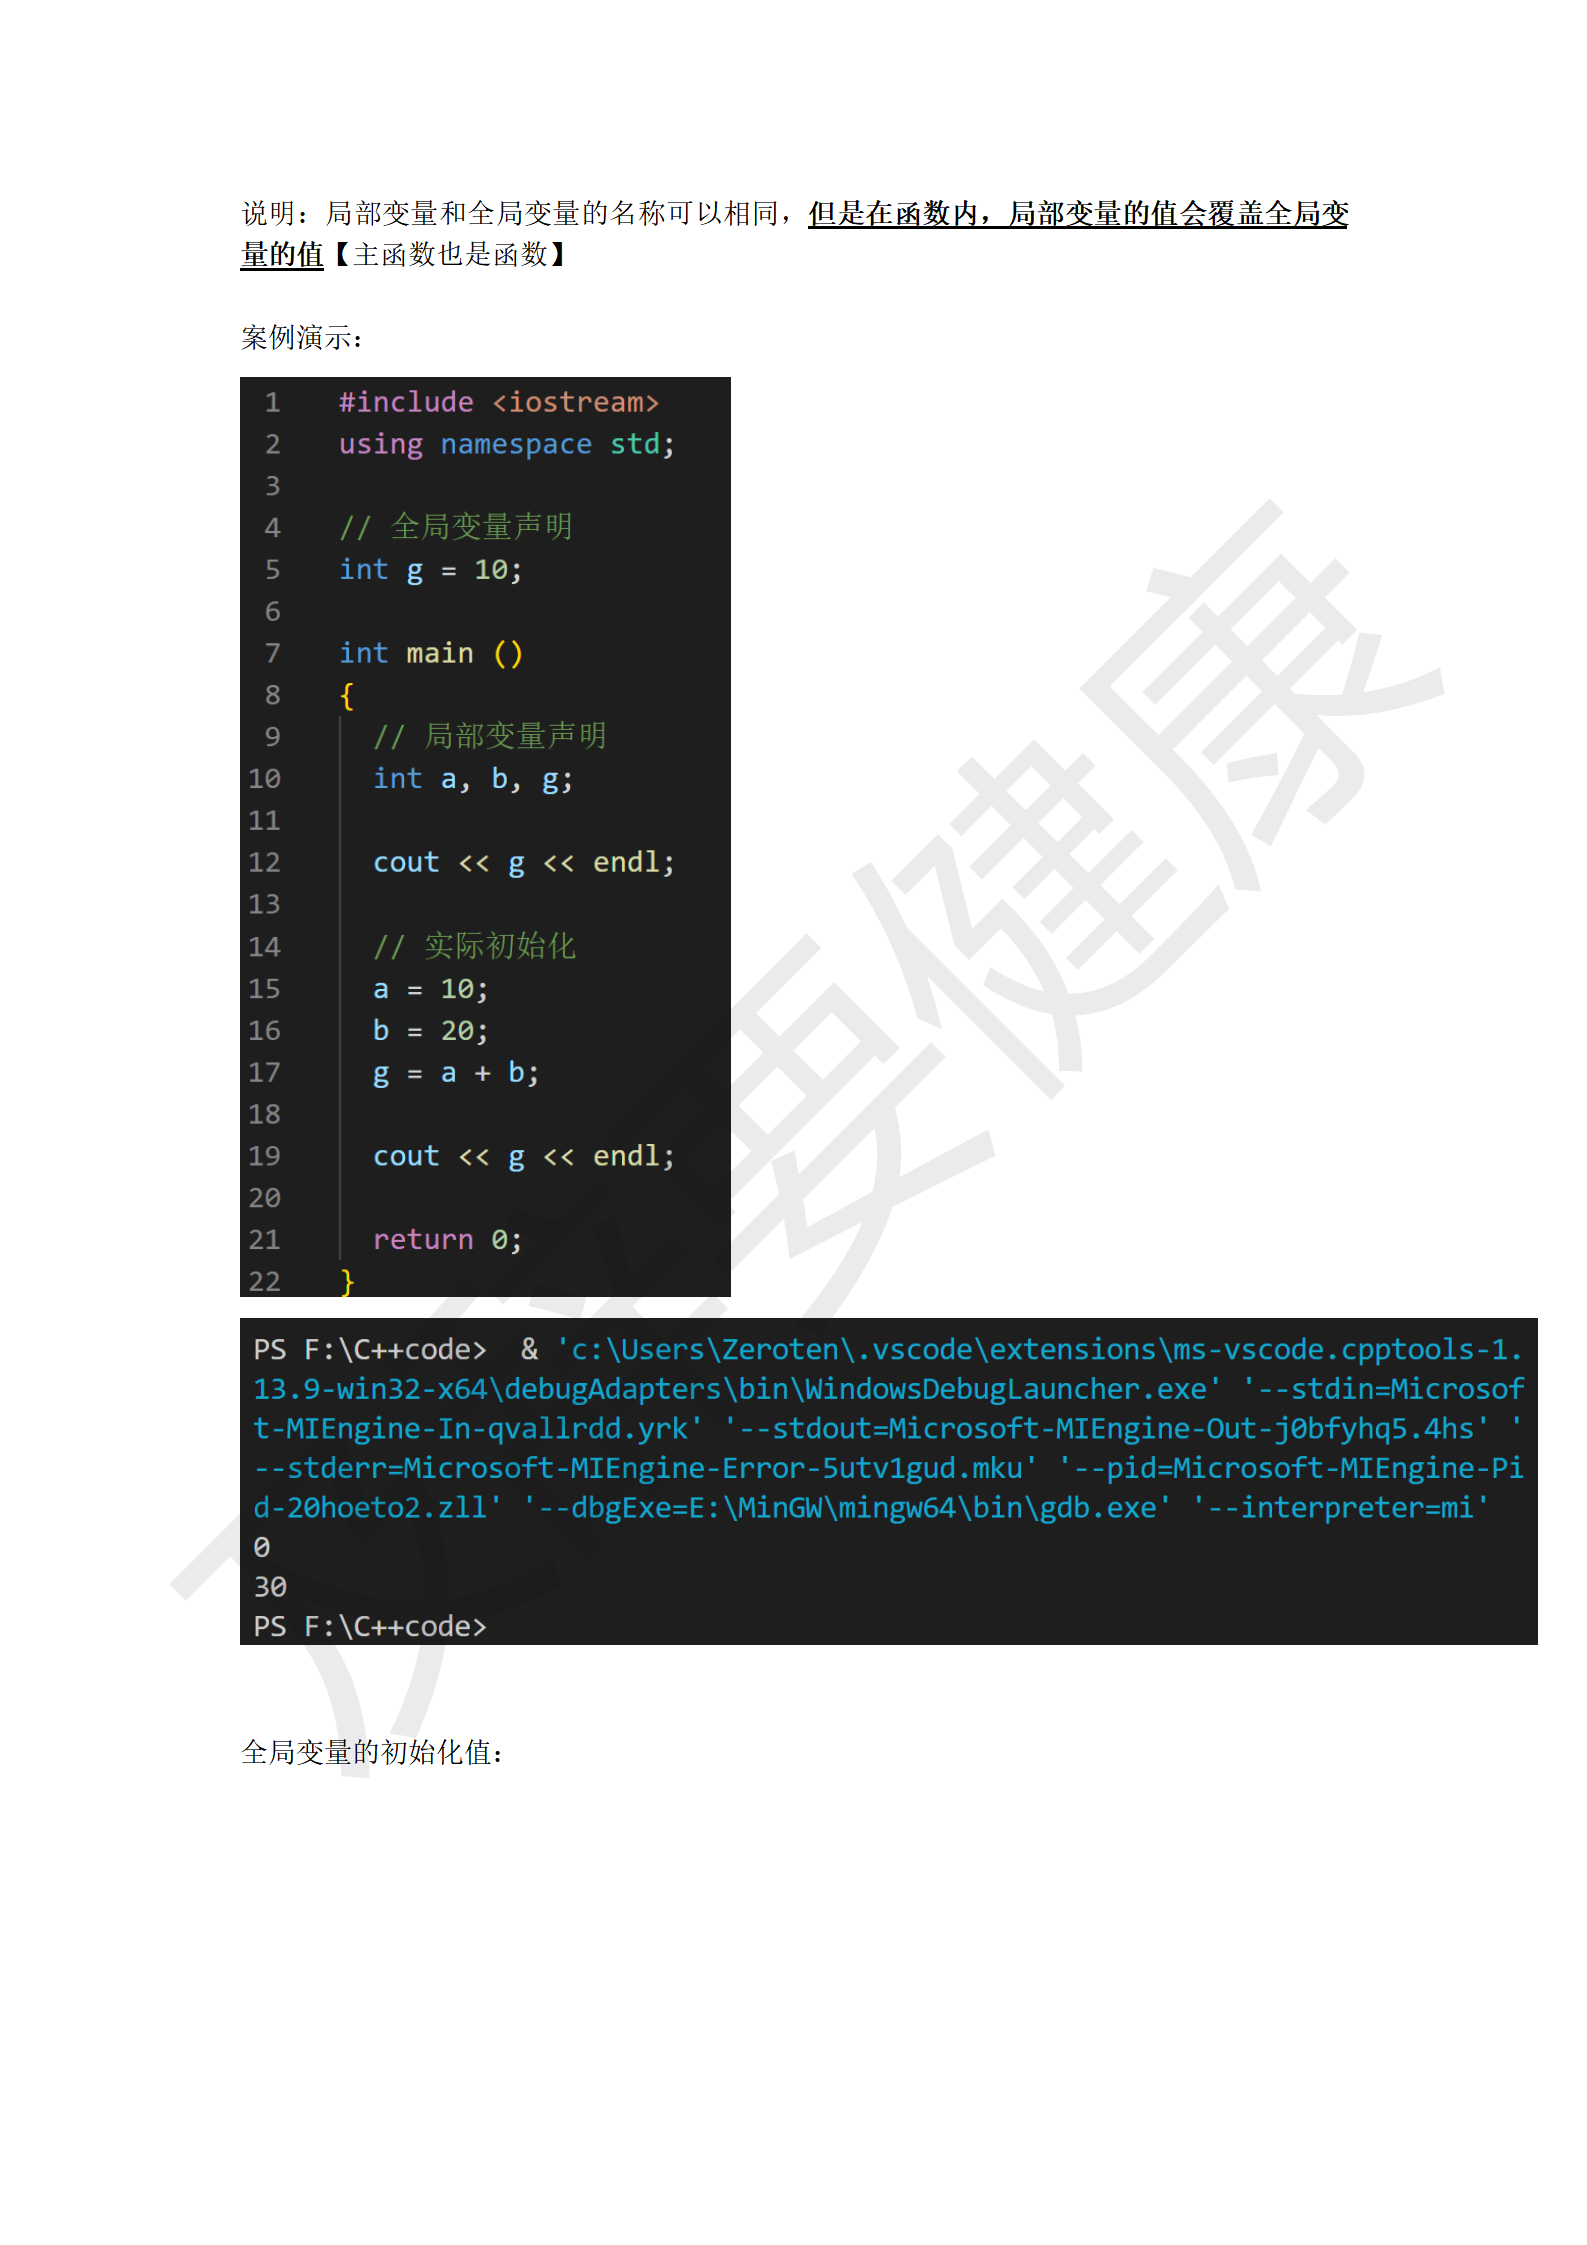 说明：局部变量和全局变量的名称可以相同，但是在函数内，局部变量的值会覆盖全局变
量的值【主函数也是函数】
案例演示：
1 #include <iostream>
2 using namespace std;
3
4 // 全局变量声明
5 int g = 10;
6
7 int main ()
8 {
9 // 局部变量声明
10 int a, b, g;
11
12 cout << g << endl;
13
14 // 实际初始化
15 a = 10;
16 b = 20;
17 g = a + b;
18
19 cout << g << endl;
20
21 return 0;
22 }
PS F:\C++code>  & 'c:\Users\Zeroten\.vscode\extensions\ms-vscode.cpptools-1.
13.9-win32-x64\debugAdapters\bin\WindowsDebugLauncher.exe' '--stdin=Microsof
t-MIEngine-In-qvallrdd.yrk' '--stdout=Microsoft-MIEngine-Out-j0bfyhq5.4hs' '
--stderr=Microsoft-MIEngine-Error-5utv1gud.mku' '--pid=Microsoft-MIEngine-Pi
d-20hoeto2.zll' '--dbgExe=E:\MinGW\mingw64\bin\gdb.exe' '--interpreter=mi'
0
30
PS F:\C++code>
全局变量的初始化值：
要健康